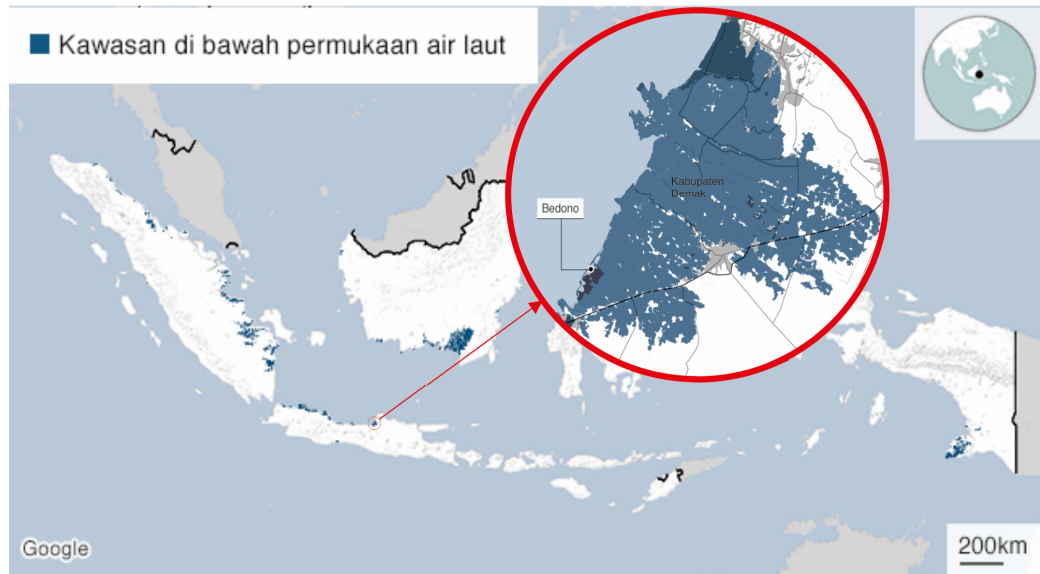 Kawasan di bawah permukaan air laut
Kabupaten
Demak
Bedono
Google
200km